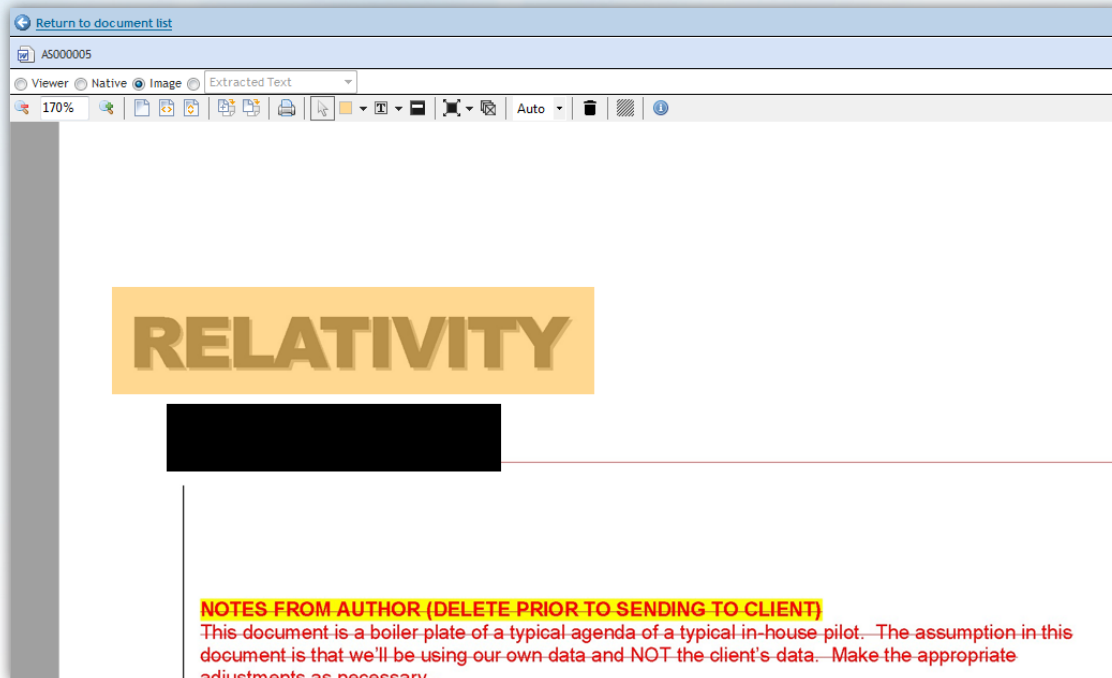 Return to document list
AS000005
Viewer Native Image Extracted Text
170% T Auto
RELATIVITY
NOTES FROM AUTHOR (DELETE PRIOR TO SENDING TO CLIENT)
This document is a boiler plate of a typical agenda of a typical in-house pilot. The assumption in this
document is that we'll be using our own data and NOT the client's data. Make the appropriate
adjustments as necessary.